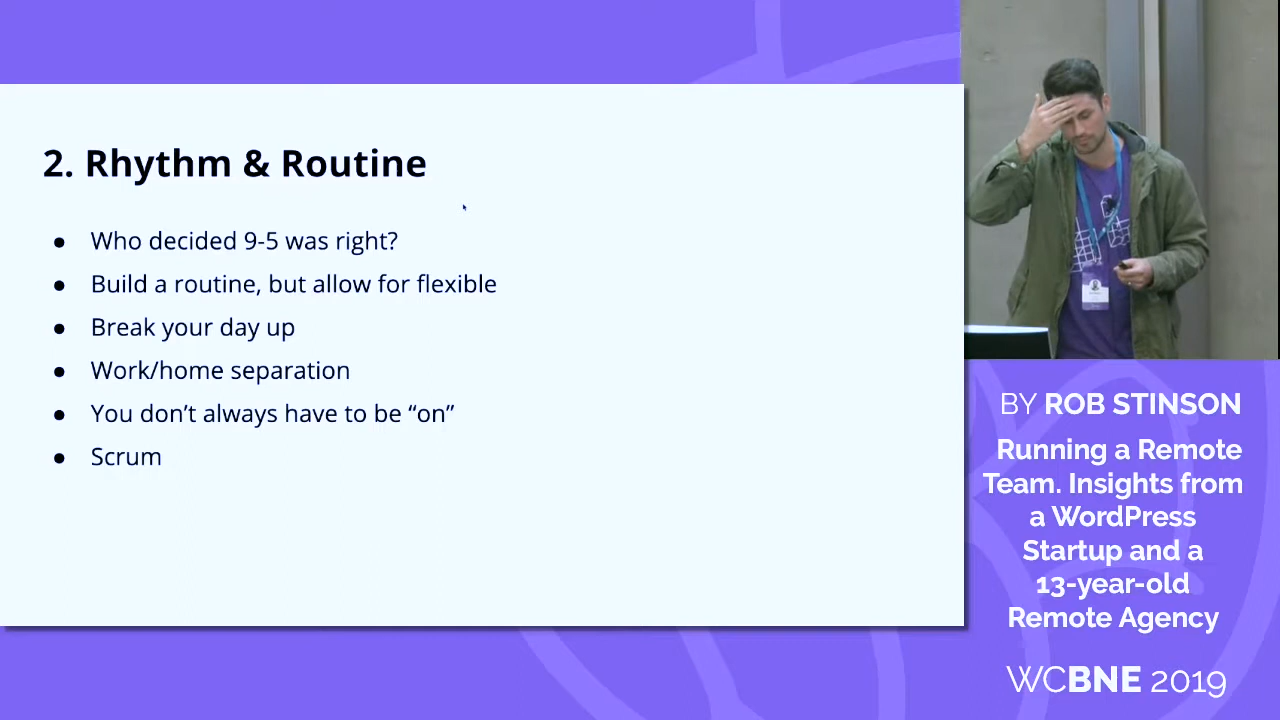 2. Rhythm & Routine
● Who decided 9-5 was right?
● Build a routine, but allow for flexible
● Break your day up
● Work/home separation
● You don’t always have to be “on”
● Scrum
BY ROB STINSON
Running a Remote
Team. Insights from
a WordPress
Startup and a
13-year-old
Remote Agency
WCBNE 2019